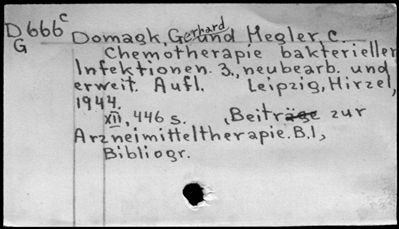 D666c Domagk, Gerhard und Hegler, C.
G Chemotherapie bakterieller
Infektionen. 3., neubearb. und
erweit. Aufl. Leipzig, Hirzel,
1944.
XII, 446 s. , Beiträge zur
Arzneimitteltherapie. B.1,
Bibliogr.